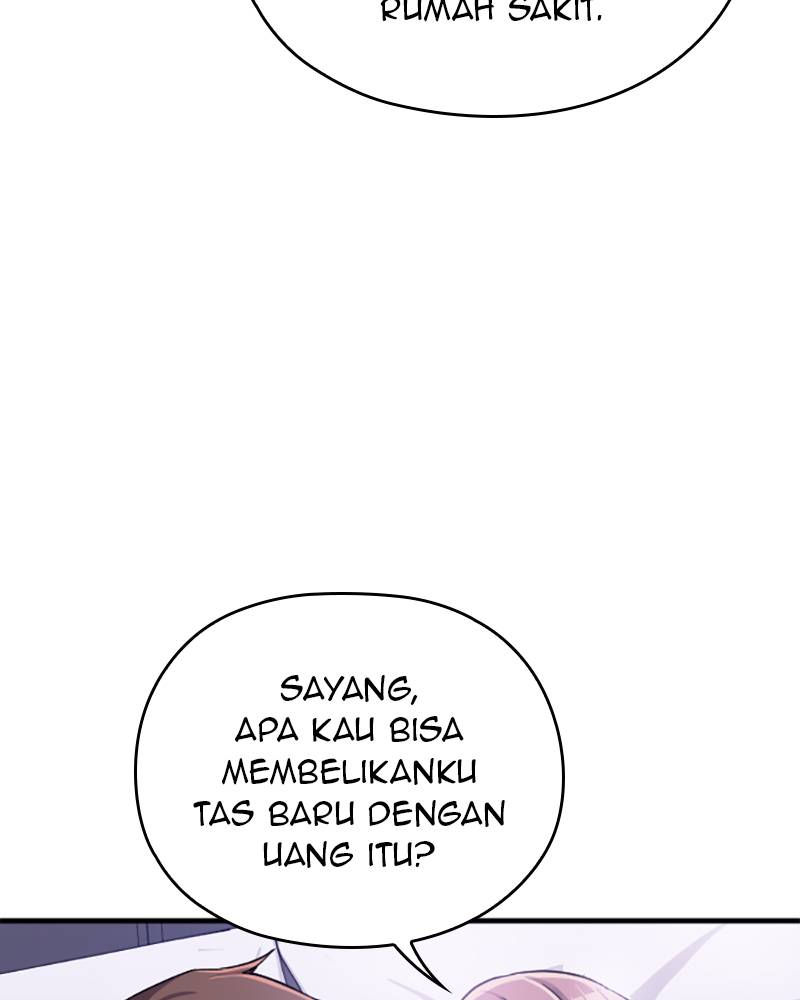 RUMAH SAKIT.
SAYANG,
APA KAU BISA
MEMBELIKANKU
TAS BARU DENGAN
UANG ITU?